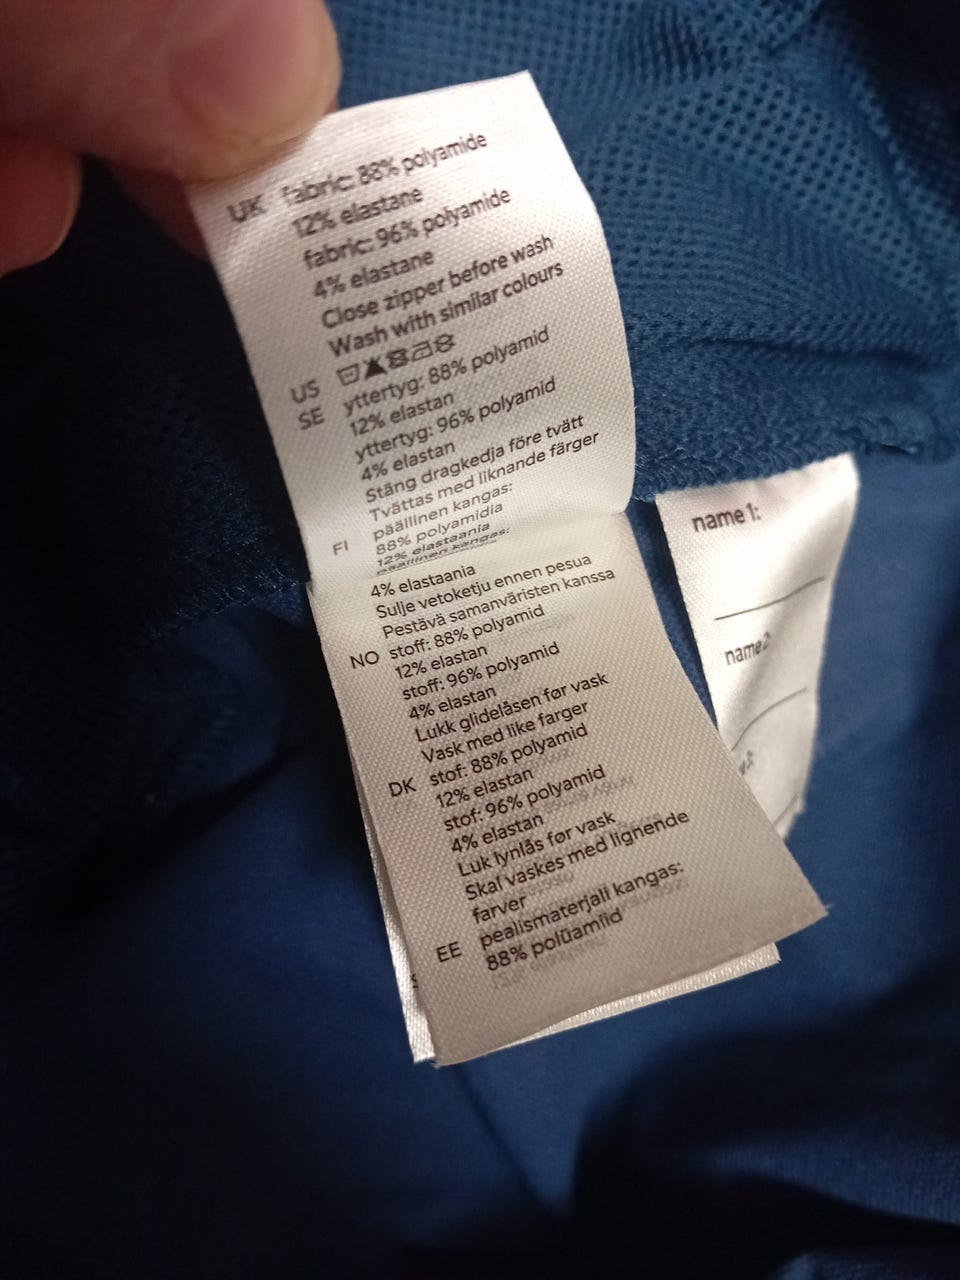 UK fabric: 88% polyamide
12% elastane
fabric: 96% polyamide
4% elastane
Close zipper before wash
Wash with similar colours
US
SE yttertyg: 88% polyamid
12% elastan
yttertyg: 96% polyamid
4% elastan
Stäng dragkedja före tvätt
Tvättas med liknande färger
FI päällinen kangas:
88% polyamidia
12% elastaania
päällinen kangas:
4% elastaania
Sulje vetoketju ennen pesua
Pestävä samanväristen kanssa
NO stoff: 88% polyamid
12% elastan
stoff: 96% polyamid
4% elastan
Lukk glidelåsen før vask
Vask med like farger
DK stof: 88% polyamid
12% elastan
stof: 96% polyamid
4% elastan
Luk lynlås før vask
Skal vaskes med lignende
farver
EE pealismaterjali kangas:
88% polüamiid
name 1:
name 2: